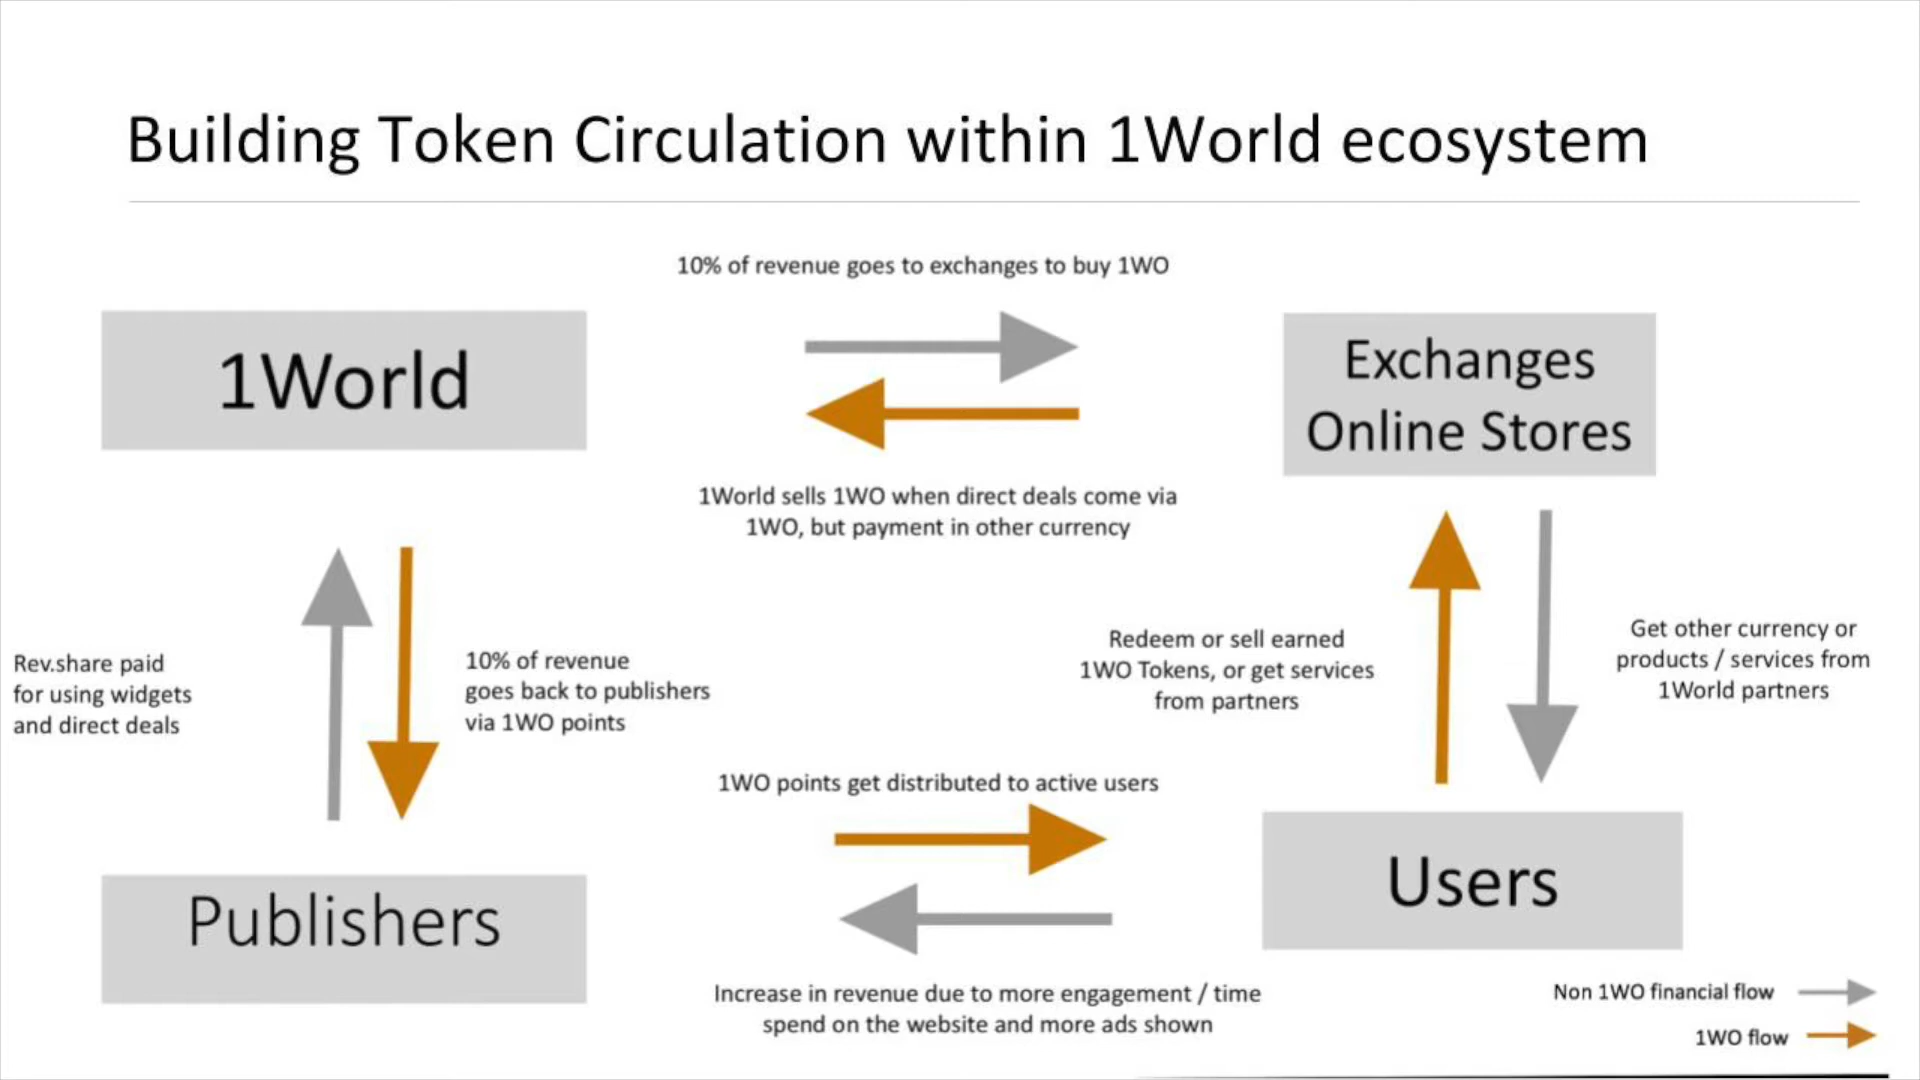 Building Token Circulation within 1World ecosystem
10% of revenue goes to exchanges to buy 1WO
1World
Exchanges
Online Stores
1World sells 1WO when direct deals come via
1WO, but payment in other currency
Rev.share paid
for using widgets
and direct deals
10% of revenue
goes back to publishers
via 1WO points
Redeem or sell earned
1WO Tokens, or get services
from partners
Get other currency or
products / services from
1World partners
1WO points get distributed to active users
Publishers
Users
Increase in revenue due to more engagement / time
spend on the website and more ads shown
Non 1WO financial flow
1WO flow